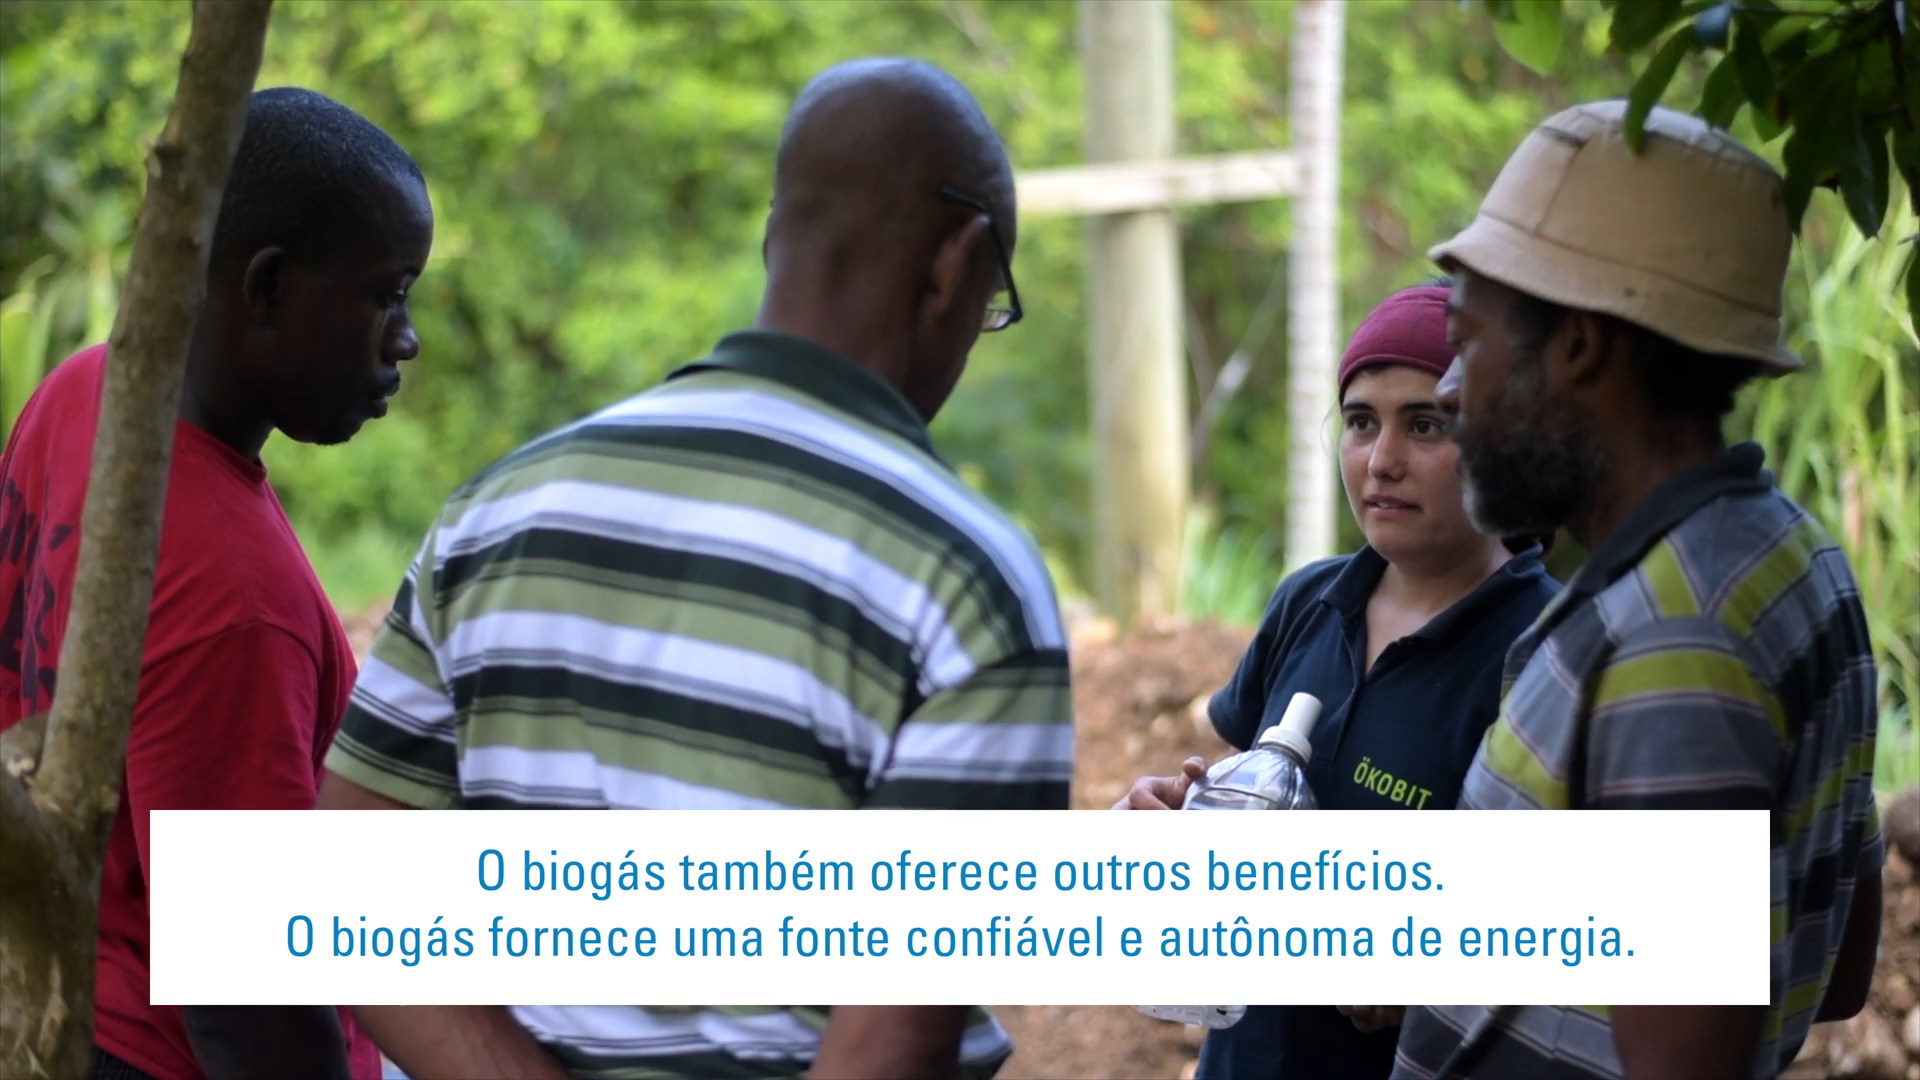 ÖKOBIT
O biogás também oferece outros benefícios.
O biogás fornece uma fonte confiável e autônoma de energia.